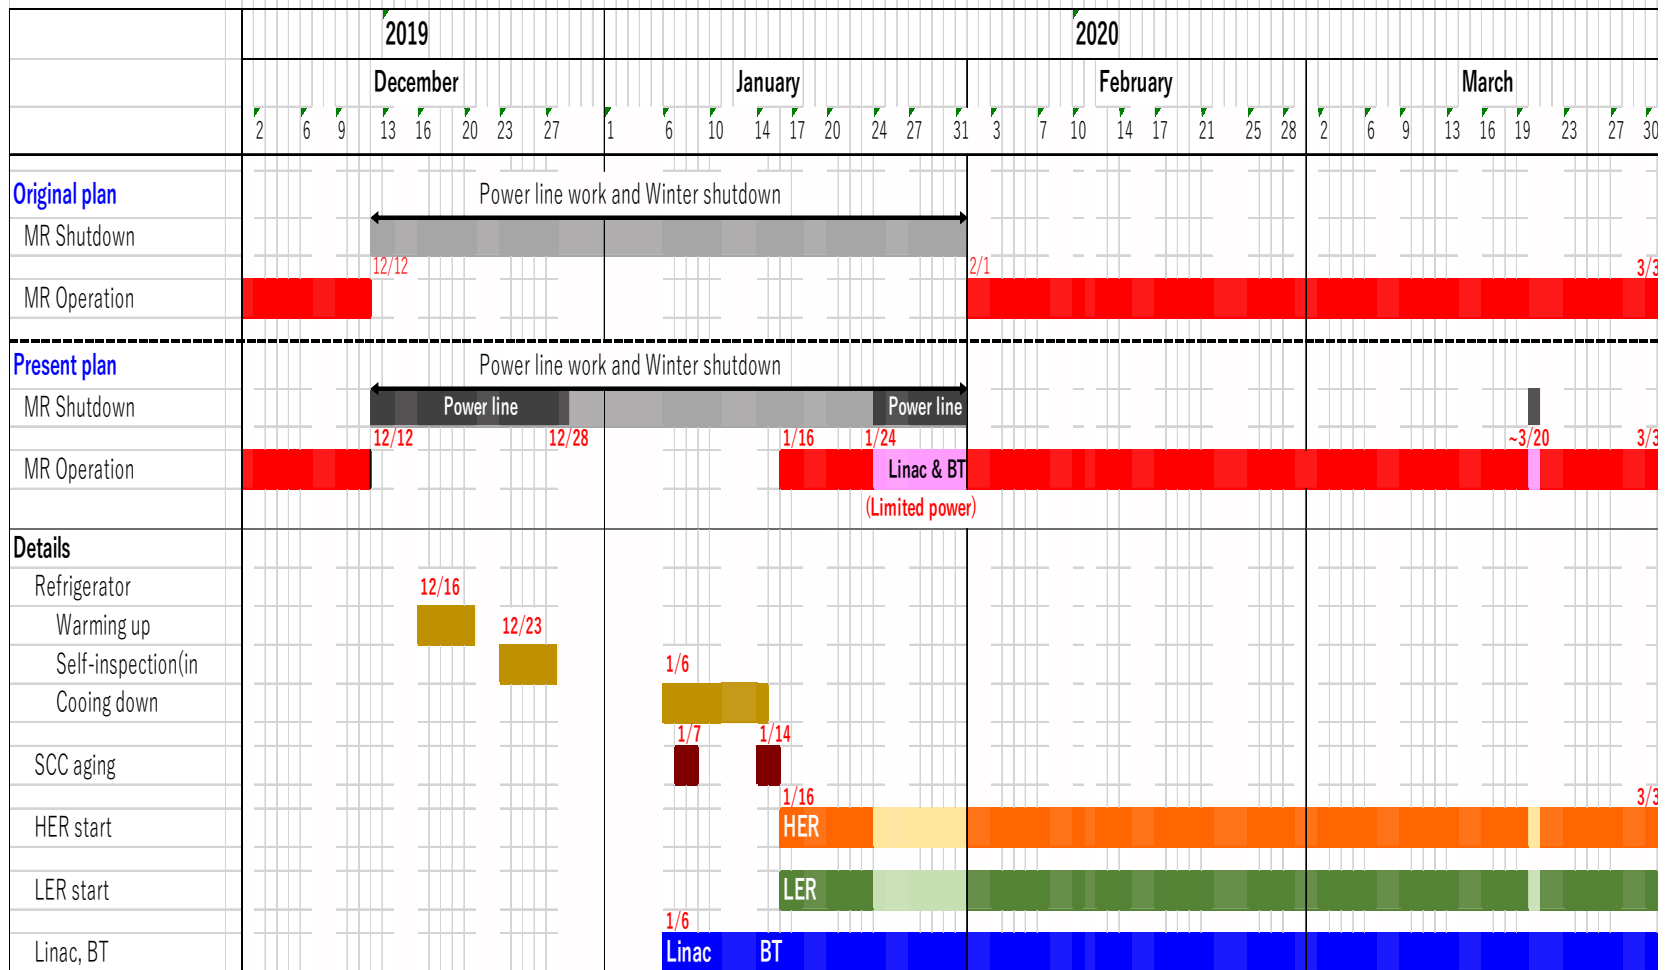 2019 2020
December January February March
2 6 9 13 16 20 23 27 1 6 10 14 17 20 24 27 31 3 7 10 14 17 21 25 28 2 6 9 13 16 19 23 27 30
Original plan Power line work and Winter shutdown
MR Shutdown
12/12 2/1 3/3
MR Operation
Present plan Power line work and Winter shutdown
MR Shutdown Power line Power line
12/12 12/28 1/16 1/24 ~3/20 3/3
MR Operation Linac & BT
(Limited power)
Details
Refrigerator 12/16
Warming up 12/23
Self-inspection(in 1/6
Cooing down
1/7 1/14
SCC aging
1/16 3/3
HER start HER
LER start LER
1/6
Linac, BT Linac BT